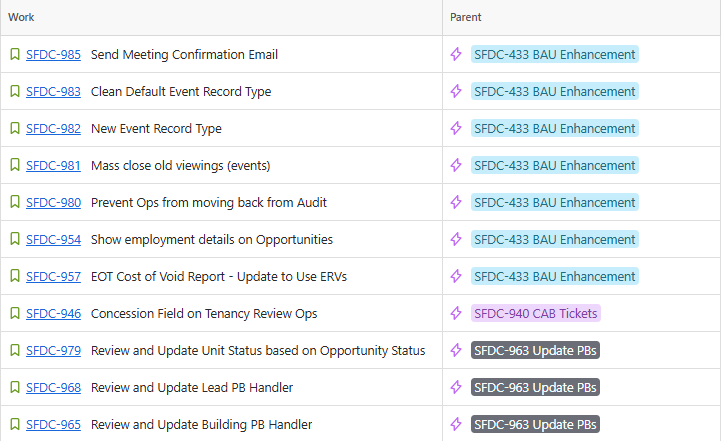 Work Parent
SFDC-985 Send Meeting Confirmation Email SFDC-433 BAU Enhancement
SFDC-983 Clean Default Event Record Type SFDC-433 BAU Enhancement
SFDC-982 New Event Record Type SFDC-433 BAU Enhancement
SFDC-981 Mass close old viewings (events) SFDC-433 BAU Enhancement
SFDC-980 Prevent Ops from moving back from Audit SFDC-433 BAU Enhancement
SFDC-954 Show employment details on Opportunities SFDC-433 BAU Enhancement
SFDC-957 EOT Cost of Void Report - Update to Use ERVs SFDC-433 BAU Enhancement
SFDC-946 Concession Field on Tenancy Review Ops SFDC-940 CAB Tickets
SFDC-979 Review and Update Unit Status based on Opportunity Status SFDC-963 Update PBs
SFDC-968 Review and Update Lead PB Handler SFDC-963 Update PBs
SFDC-965 Review and Update Building PB Handler SFDC-963 Update PBs